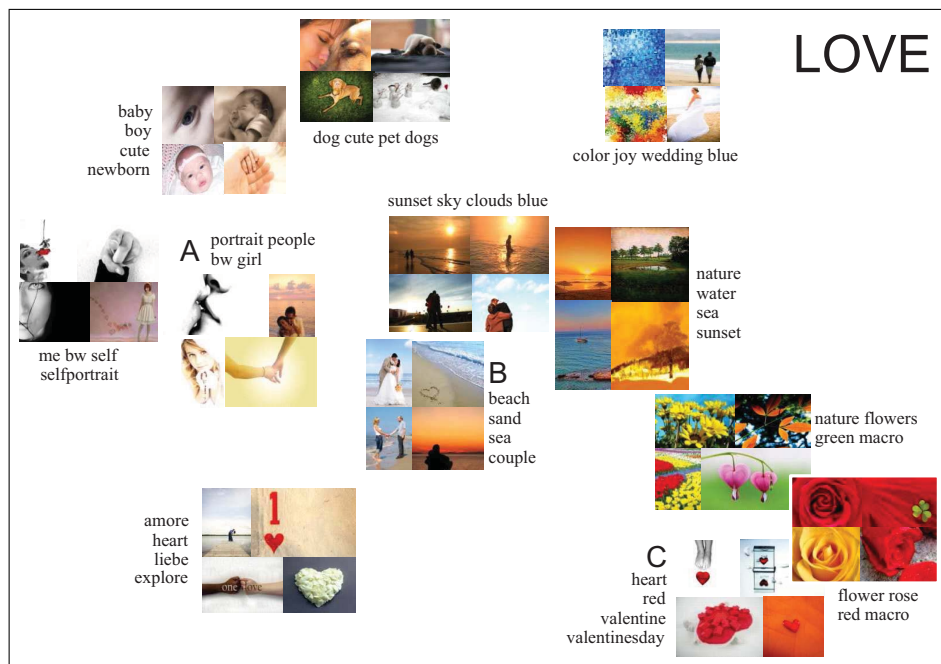 LOVE
dog cute pet dogs
color joy wedding blue
baby
boy
cute
newborn
sunset sky clouds blue
A
portrait people
bw girl
nature
water
sea
sunset
me bw self
selfportrait
B
beach
sand
sea
couple
nature flowers
green macro
1
amore
heart
liebe
explore
one love
C
heart
red
valentine
valentinesday
flower rose
red macro